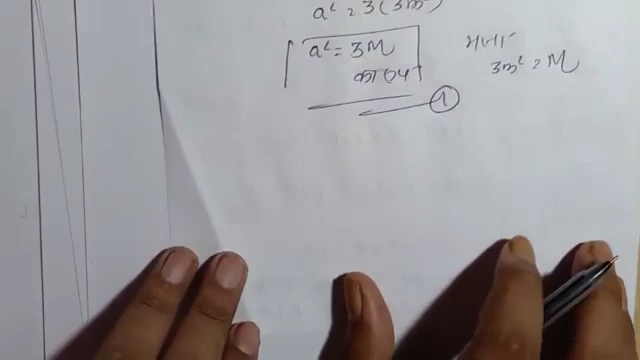 a² = 3(3m²)
a² = 3M
माना
3m² = M
1